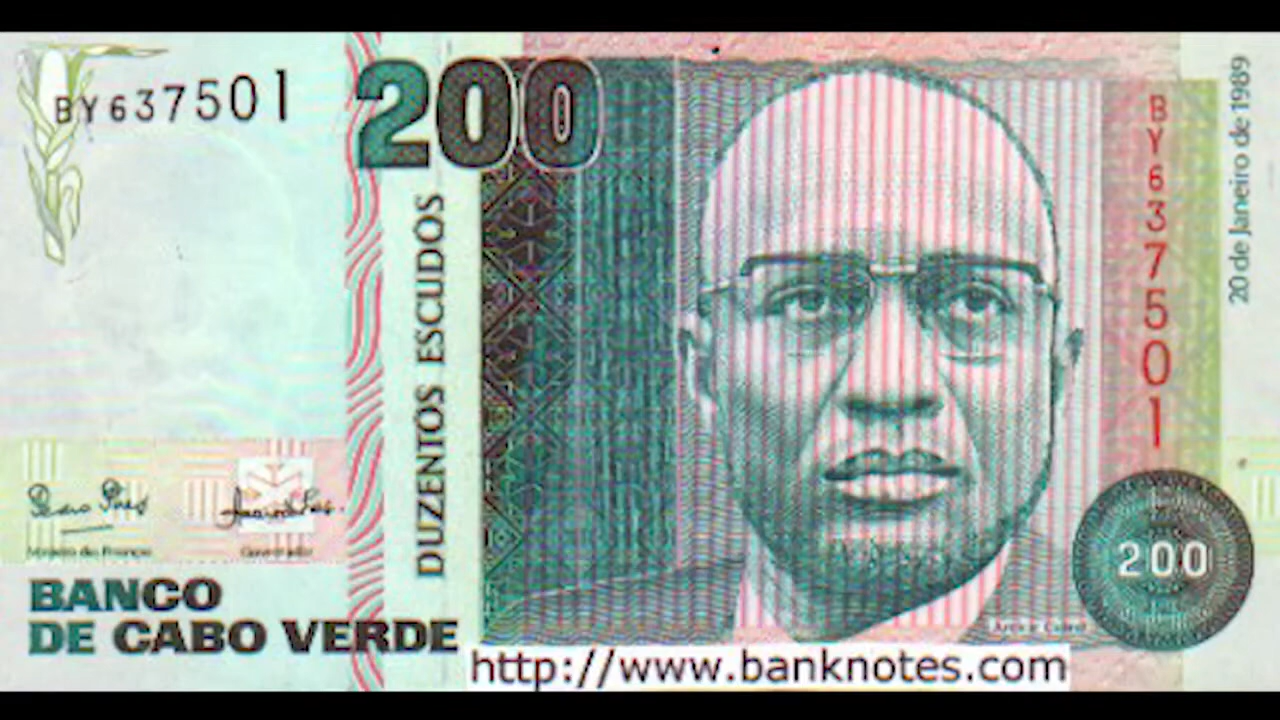 BY637501
200
BY637501
20 de Janeiro de 1989
DUZENTOS ESCUDOS
Governador
BANCO
DE CABO VERDE
200
http://www.banknotes.com